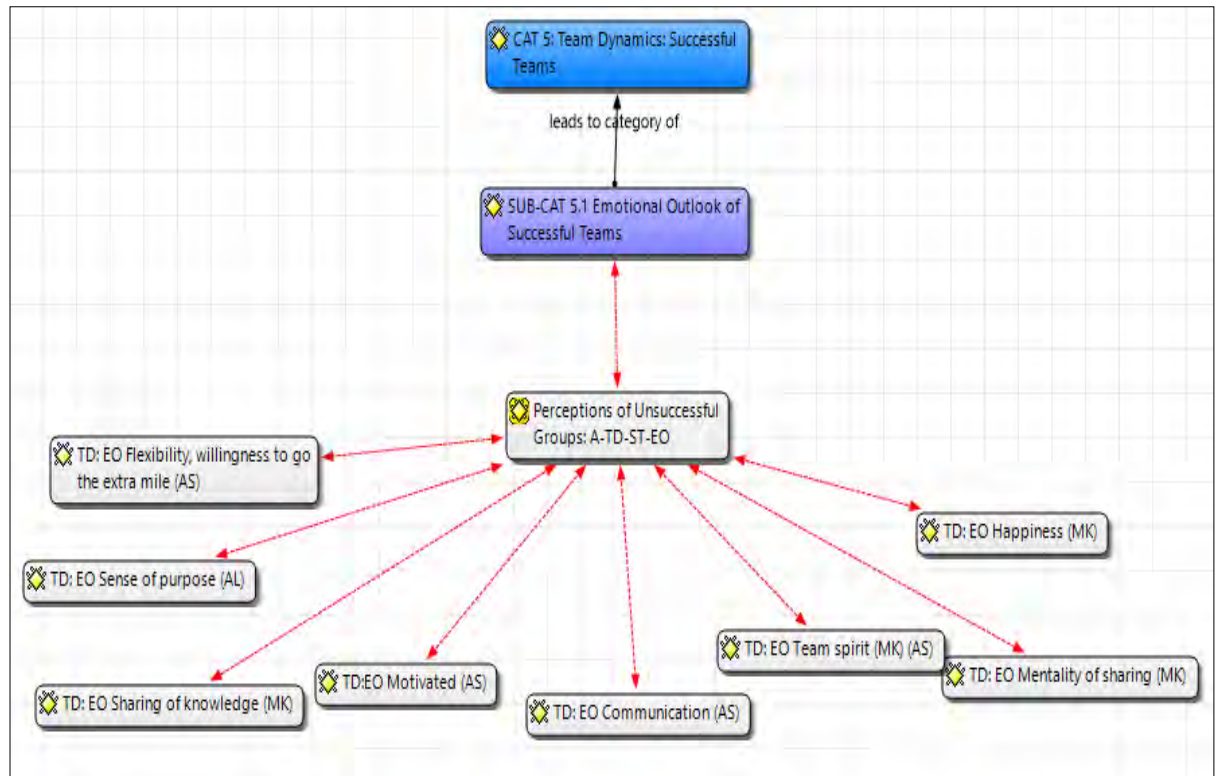 CAT 5: Team Dynamics: Successful
Teams
leads to category of
SUB-CAT 5.1 Emotional Outlook of
Successful Teams
Perceptions of Unsuccessful
Groups: A-TD-ST-EO
TD: EO Flexibility, willingness to go
the extra mile (AS)
TD: EO Happiness (MK)
TD: EO Sense of purpose (AL)
TD: EO Team spirit (MK) (AS)
TD: EO Mentality of sharing (MK)
TD:EO Motivated (AS)
TD: EO Sharing of knowledge (MK)
TD: EO Communication (AS)